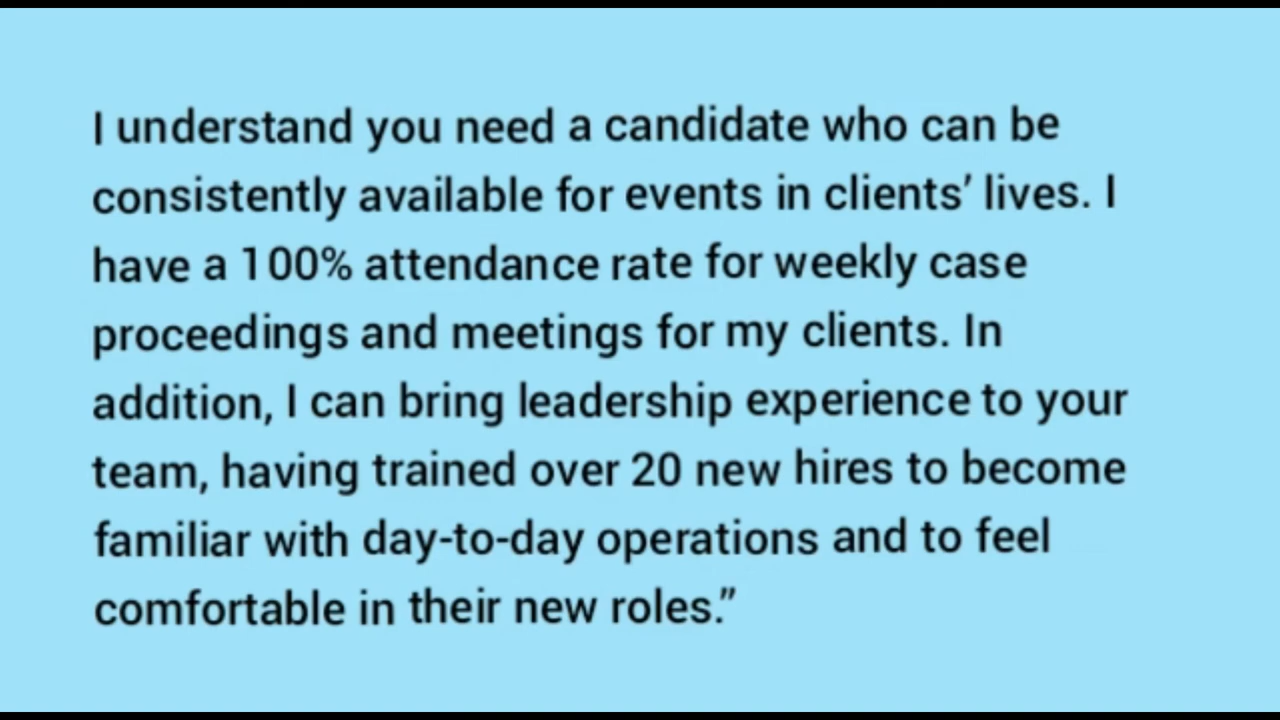 I understand you need a candidate who can be
consistently available for events in clients’ lives. I
have a 100% attendance rate for weekly case
proceedings and meetings for my clients. In
addition, I can bring leadership experience to your
team, having trained over 20 new hires to become
familiar with day-to-day operations and to feel
comfortable in their new roles.”